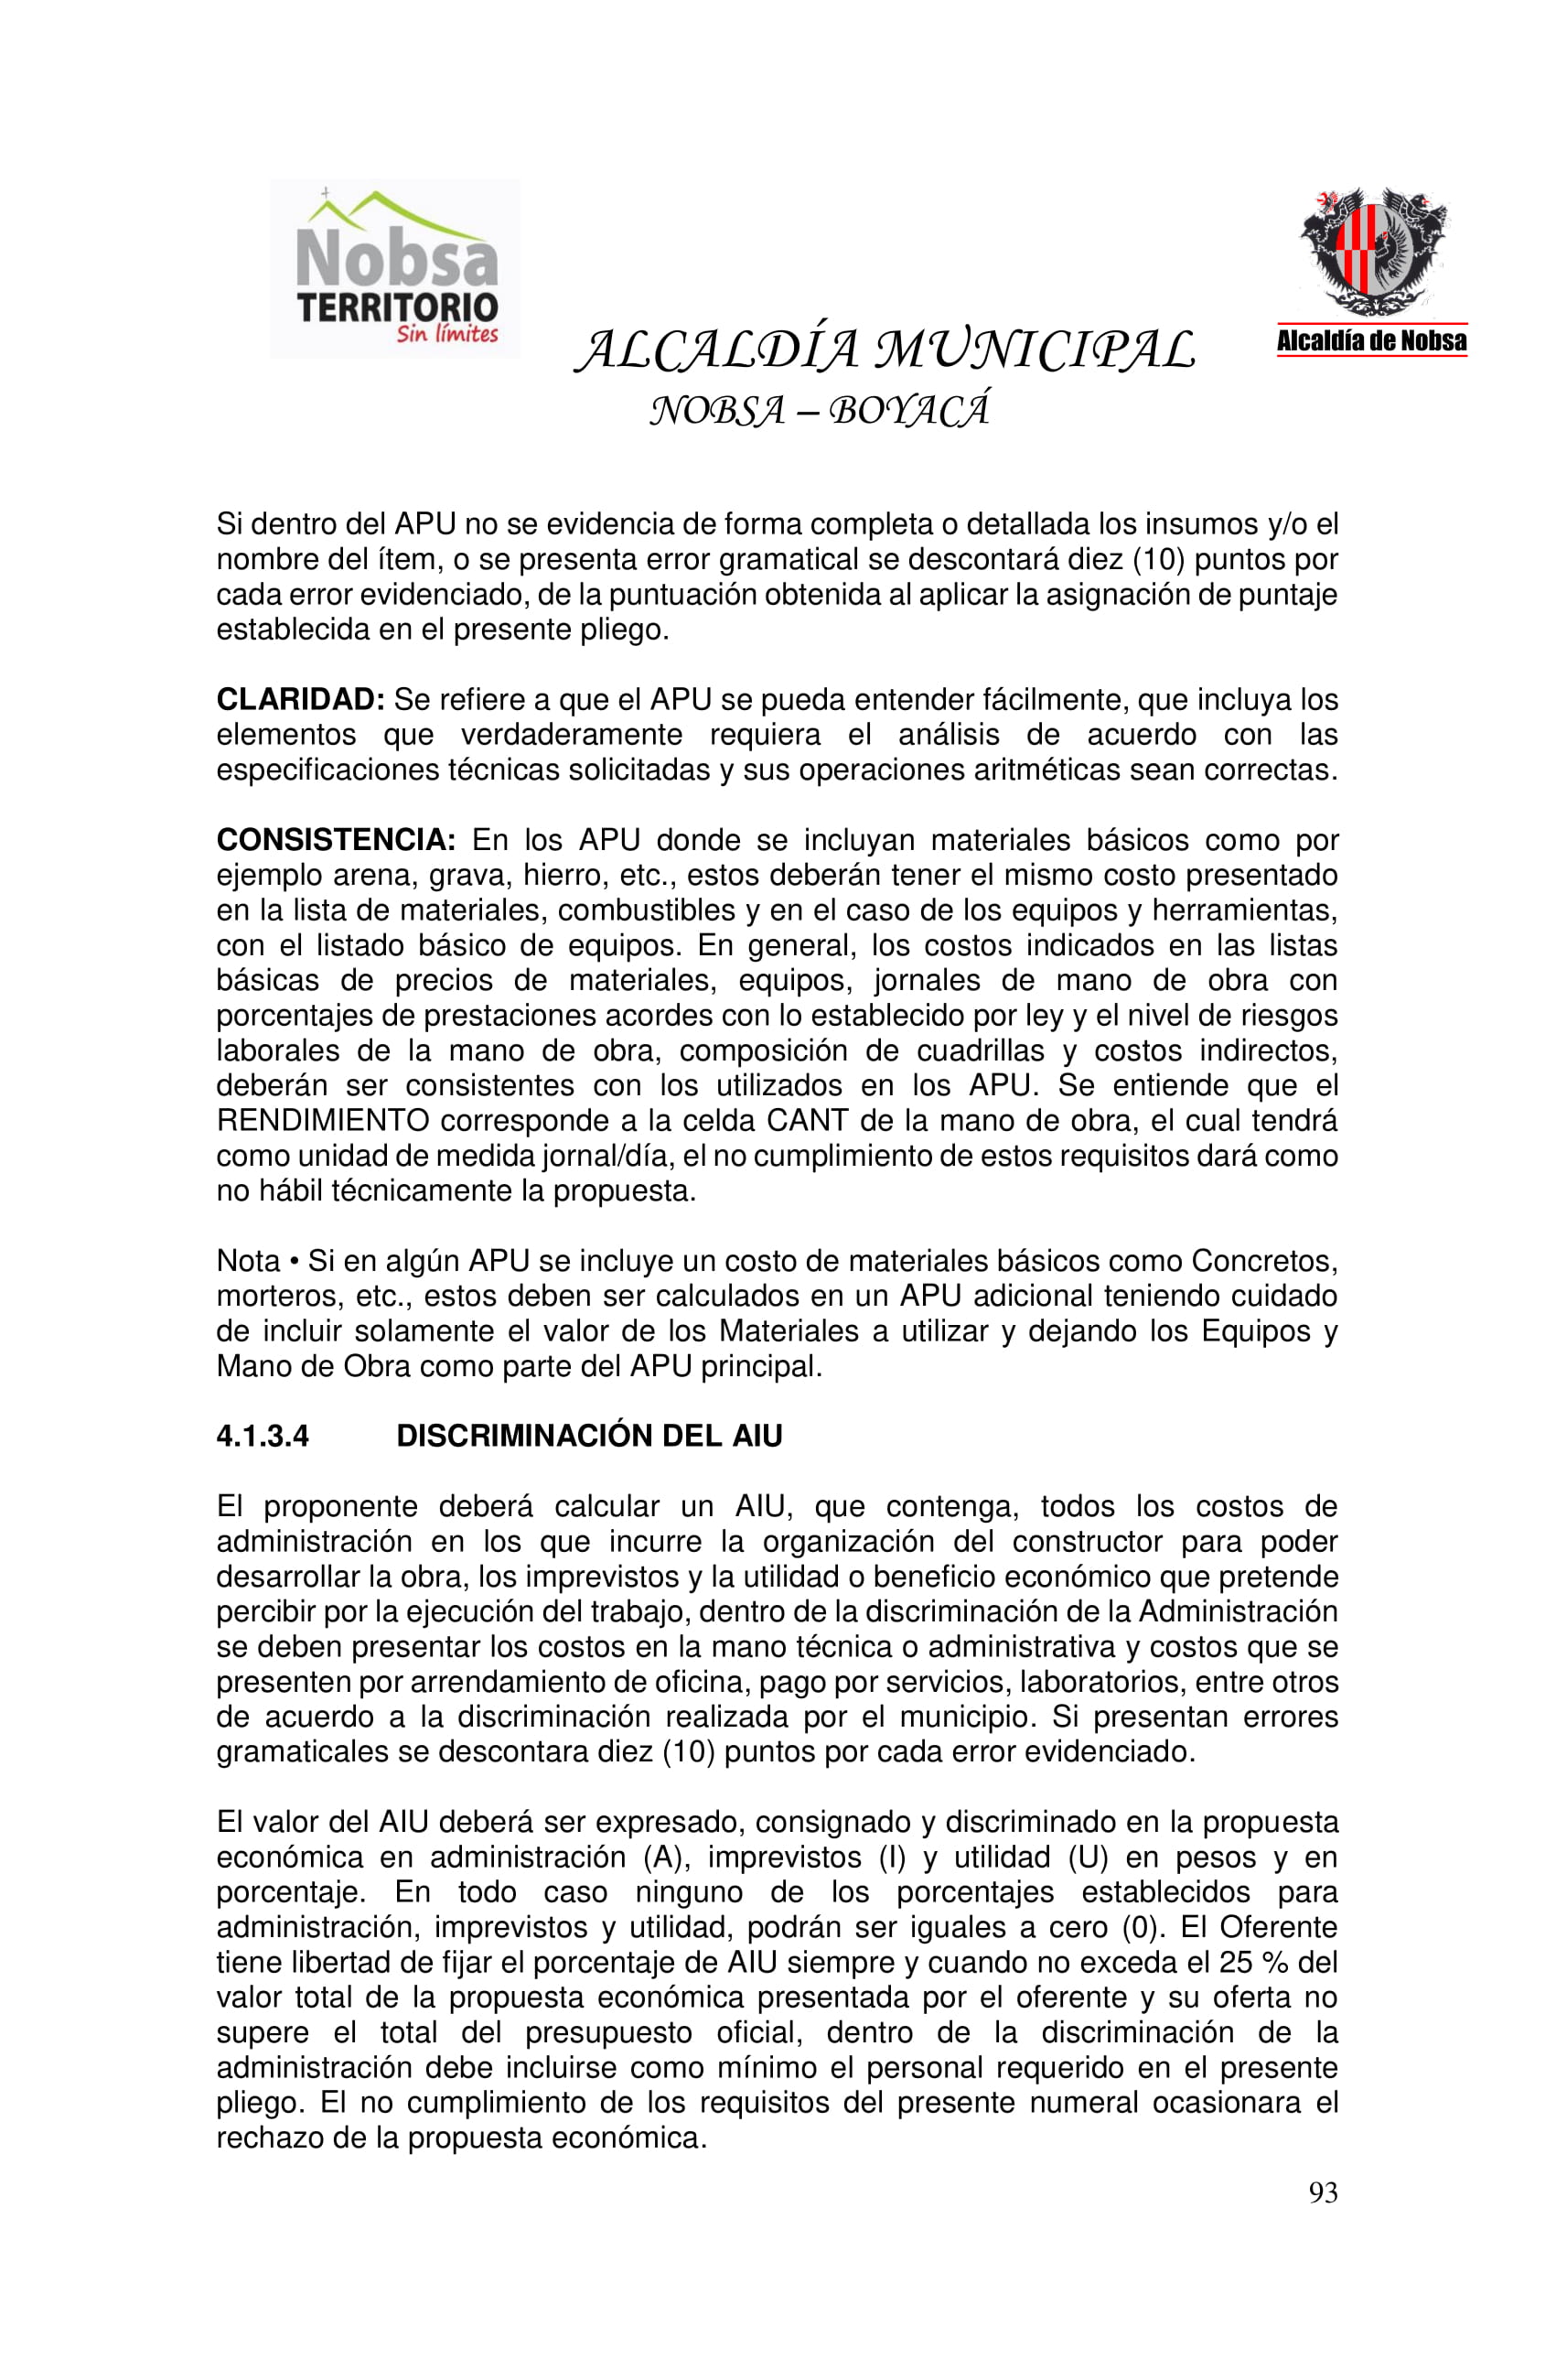 Nobsa
TERRITORIO
Sin límites
Alcaldía de Nobsa
ALCALDÍA MUNICIPAL
NOBSA – BOYACÁ
Si dentro del APU no se evidencia de forma completa o detallada los insumos y/o el
nombre del ítem, o se presenta error gramatical se descontará diez (10) puntos por
cada error evidenciado, de la puntuación obtenida al aplicar la asignación de puntaje
establecida en el presente pliego.
CLARIDAD: Se refiere a que el APU se pueda entender fácilmente, que incluya los
elementos que verdaderamente requiera el análisis de acuerdo con las
especificaciones técnicas solicitadas y sus operaciones aritméticas sean correctas.
CONSISTENCIA: En los APU donde se incluyan materiales básicos como por
ejemplo arena, grava, hierro, etc., estos deberán tener el mismo costo presentado
en la lista de materiales, combustibles y en el caso de los equipos y herramientas,
con el listado básico de equipos. En general, los costos indicados en las listas
básicas de precios de materiales, equipos, jornales de mano de obra con
porcentajes de prestaciones acordes con lo establecido por ley y el nivel de riesgos
laborales de la mano de obra, composición de cuadrillas y costos indirectos,
deberán ser consistentes con los utilizados en los APU. Se entiende que el
RENDIMIENTO corresponde a la celda CANT de la mano de obra, el cual tendrá
como unidad de medida jornal/día, el no cumplimiento de estos requisitos dará como
no hábil técnicamente la propuesta.
Nota • Si en algún APU se incluye un costo de materiales básicos como Concretos,
morteros, etc., estos deben ser calculados en un APU adicional teniendo cuidado
de incluir solamente el valor de los Materiales a utilizar y dejando los Equipos y
Mano de Obra como parte del APU principal.
4.1.3.4 DISCRIMINACIÓN DEL AIU
El proponente deberá calcular un AIU, que contenga, todos los costos de
administración en los que incurre la organización del constructor para poder
desarrollar la obra, los imprevistos y la utilidad o beneficio económico que pretende
percibir por la ejecución del trabajo, dentro de la discriminación de la Administración
se deben presentar los costos en la mano técnica o administrativa y costos que se
presenten por arrendamiento de oficina, pago por servicios, laboratorios, entre otros
de acuerdo a la discriminación realizada por el municipio. Si presentan errores
gramaticales se descontara diez (10) puntos por cada error evidenciado.
El valor del AIU deberá ser expresado, consignado y discriminado en la propuesta
económica en administración (A), imprevistos (I) y utilidad (U) en pesos y en
porcentaje. En todo caso ninguno de los porcentajes establecidos para
administración, imprevistos y utilidad, podrán ser iguales a cero (0). El Oferente
tiene libertad de fijar el porcentaje de AIU siempre y cuando no exceda el 25 % del
valor total de la propuesta económica presentada por el oferente y su oferta no
supere el total del presupuesto oficial, dentro de la discriminación de la
administración debe incluirse como mínimo el personal requerido en el presente
pliego. El no cumplimiento de los requisitos del presente numeral ocasionara el
rechazo de la propuesta económica.
93